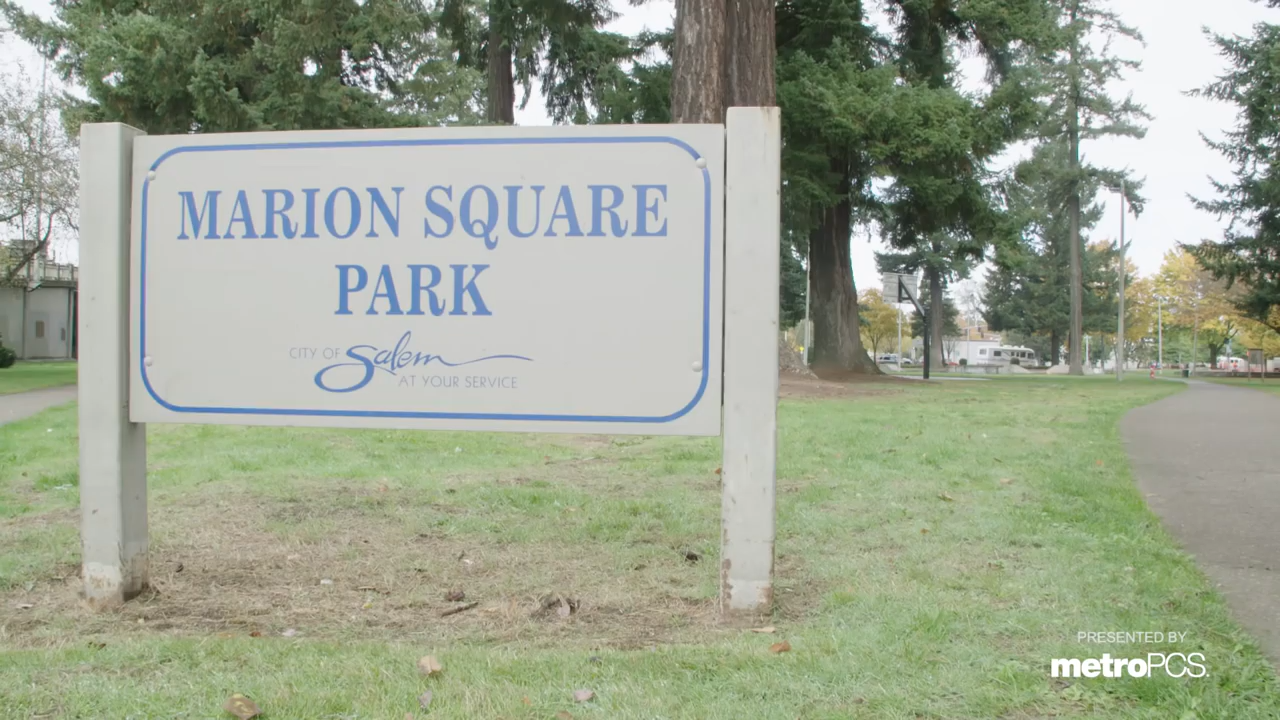 MARION SQUARE
PARK
CITY OF Salem
AT YOUR SERVICE
PRESENTED BY
metroPCS.